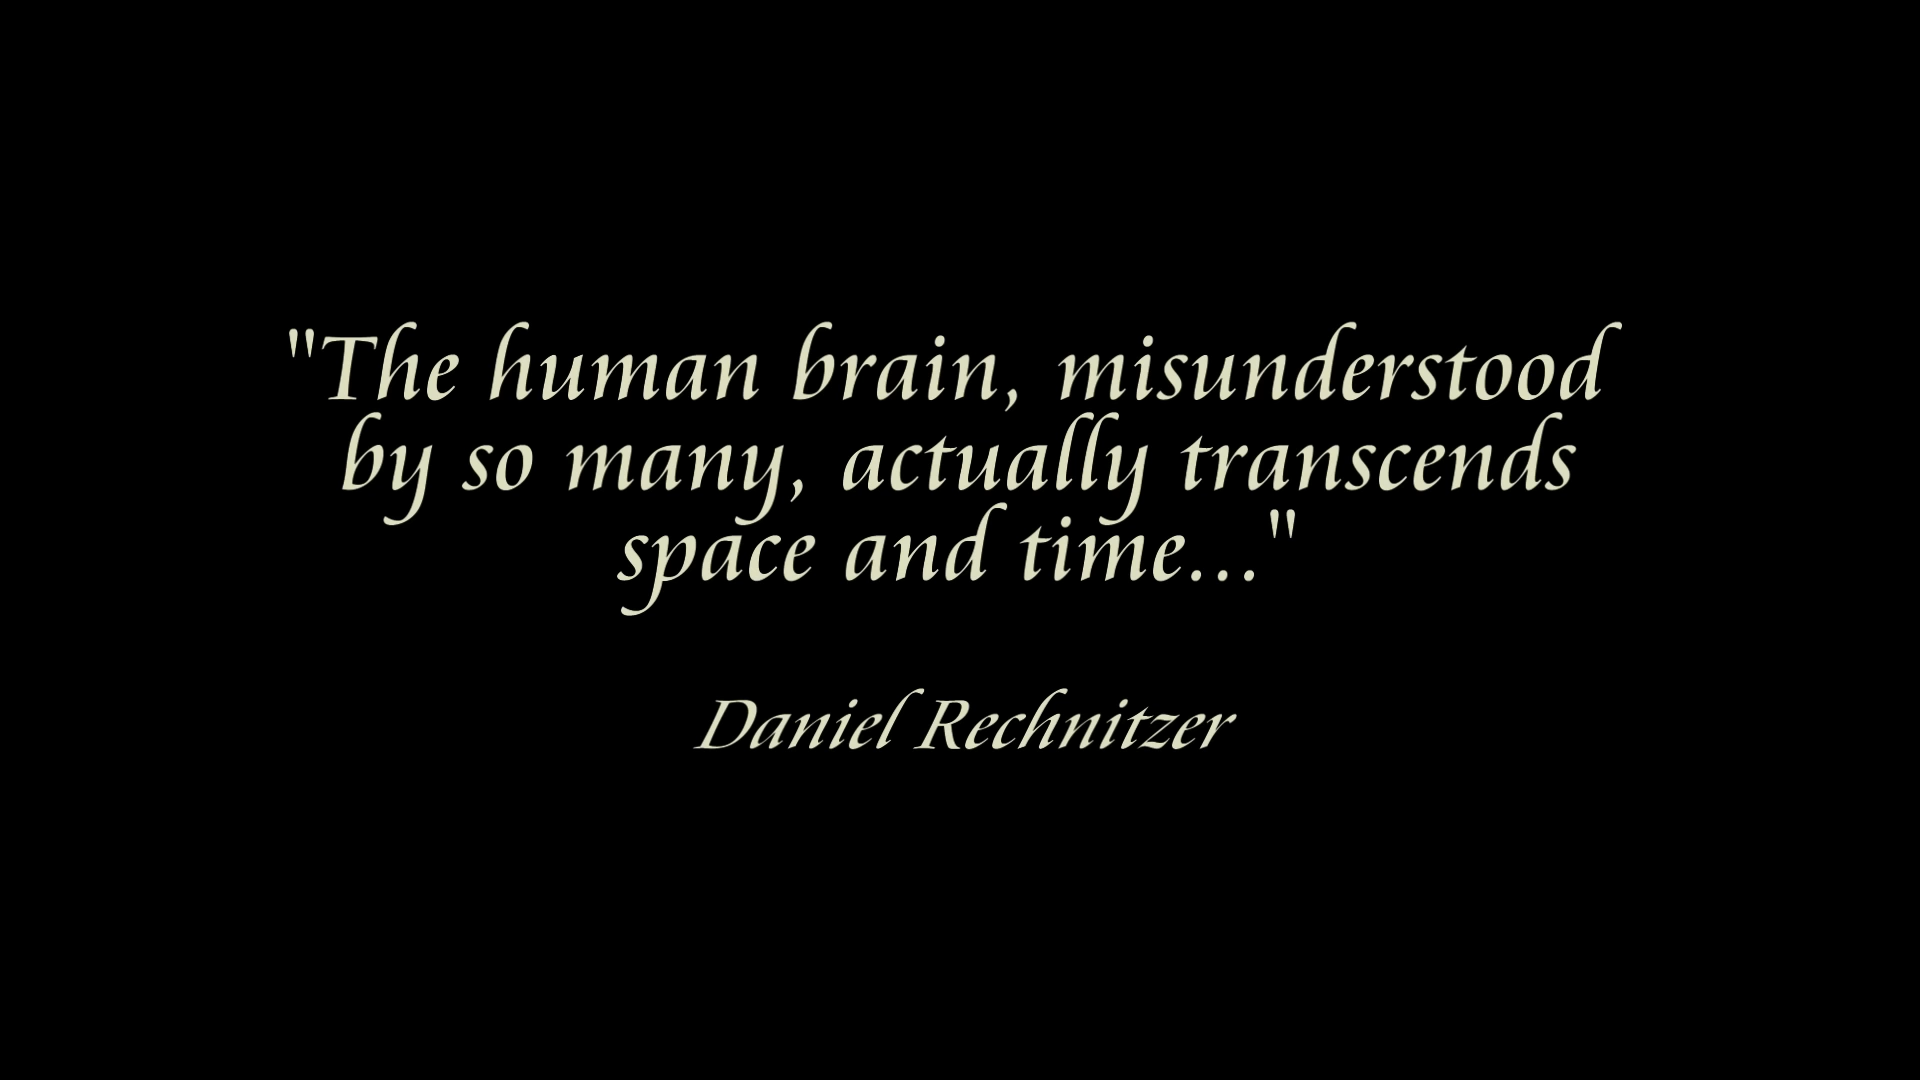 "The human brain, misunderstood
by so many, actually transcends
space and time..."
Daniel Rechnitzer